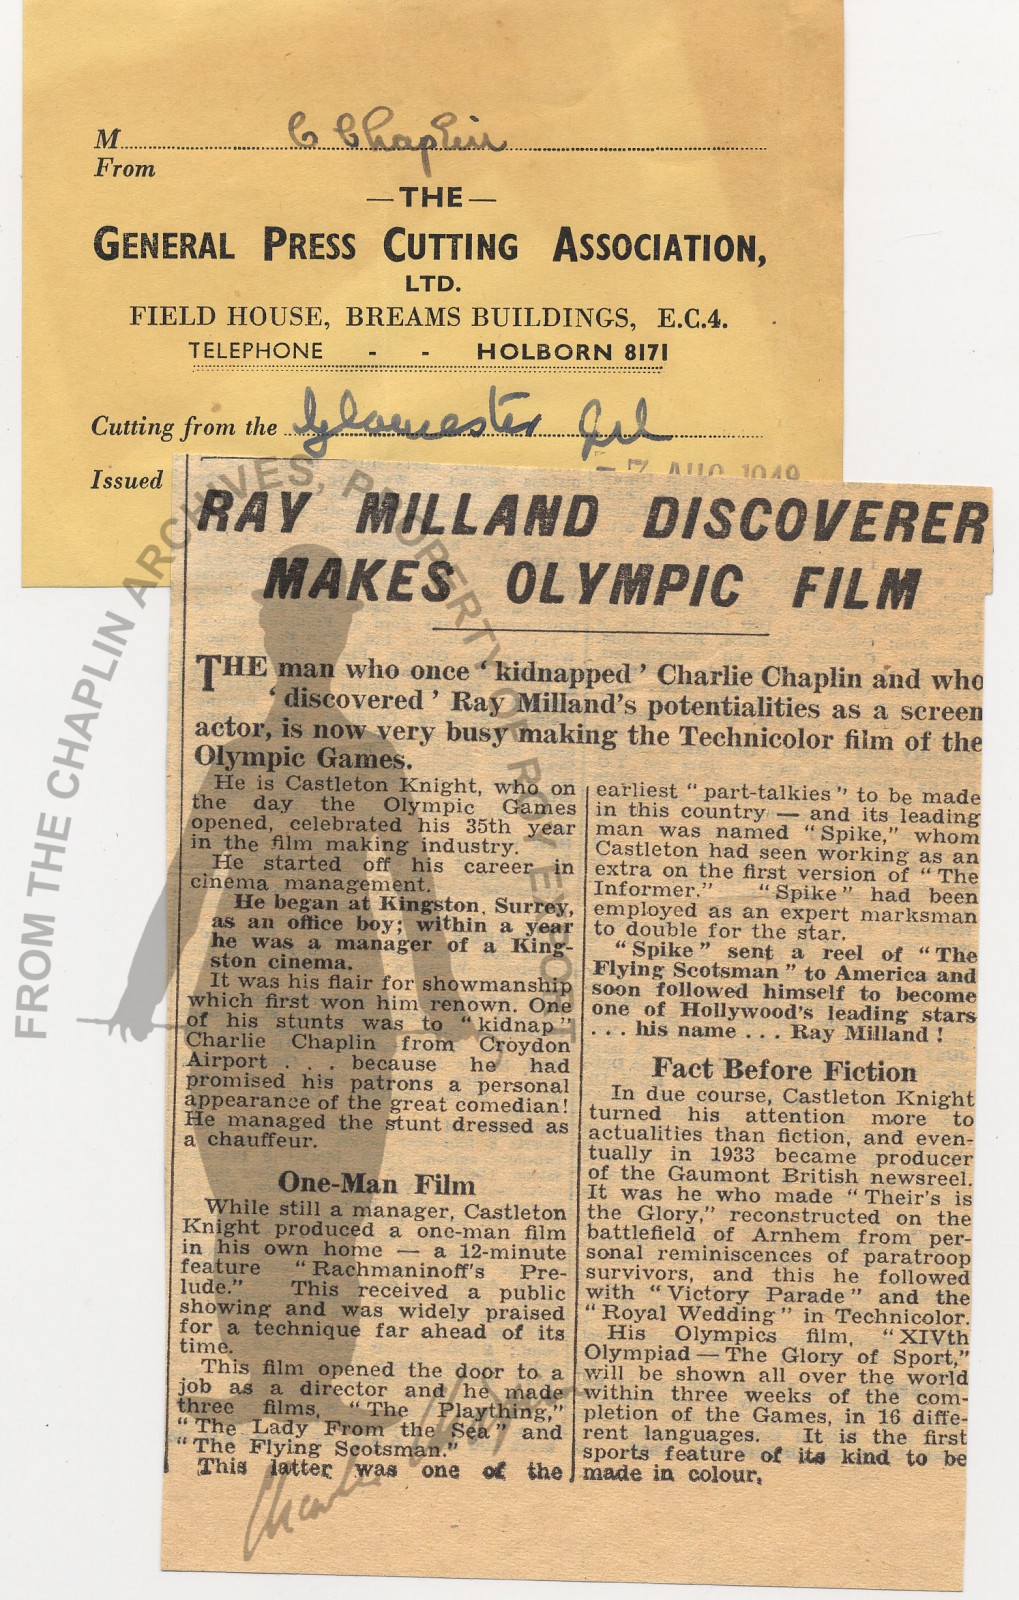 M C Chaplin
From
— THE —
GENERAL PRESS CUTTING ASSOCIATION,
LTD.
FIELD HOUSE, BREAMS BUILDINGS, E.C.4.
TELEPHONE - - HOLBORN 8171
Cutting from the Gloucester
Issued - 7 AUG 1948
RAY MILLAND DISCOVERER
MAKES OLYMPIC FILM
THE man who once ‘ kidnapped ’ Charlie Chaplin and who
‘ discovered ’ Ray Milland’s potentialities as a screen
actor, is now very busy making the Technicolor film of the
Olympic Games.
He is Castleton Knight, who on
the day the Olympic Games
opened, celebrated his 35th year
in the film making industry.
He started off his career in
cinema management.
He began at Kingston, Surrey,
as an office boy; within a year
he was a manager of a King-
ston cinema.
It was his flair for showmanship
which first won him renown. One
of his stunts was to “kidnap”
Charlie Chaplin from Croydon
Airport . . . because he had
promised his patrons a personal
appearance of the great comedian!
He managed the stunt dressed as
a chauffeur.
One-Man Film
While still a manager, Castleton
Knight produced a one-man film
in his own home — a 12-minute
feature “Rachmaninoff’s Pre-
lude.” This received a public
showing and was widely praised
for a technique far ahead of its
time.
This film opened the door to a
job as a director and he made
three films, “The Plaything,”
“The Lady From the Sea” and
“The Flying Scotsman.”
This latter was one of the
earliest “part-talkies” to be made
in this country — and its leading
man was named “Spike,” whom
Castleton had seen working as an
extra on the first version of “The
Informer.” “Spike” had been
employed as an expert marksman
to double for the star.
“Spike” sent a reel of “The
Flying Scotsman” to America and
soon followed himself to become
one of Hollywood’s leading stars
. . . his name . . . Ray Milland !
Fact Before Fiction
In due course, Castleton Knight
turned his attention more to
actualities than fiction, and even-
tually in 1933 became producer
of the Gaumont British newsreel.
It was he who made “Their’s is
the Glory,” reconstructed on the
battlefield of Arnhem from per-
sonal reminiscences of paratroop
survivors, and this he followed
with “Victory Parade” and the
“Royal Wedding” in Technicolor.
His Olympics film, “XIVth
Olympiad — The Glory of Sport,”
will be shown all over the world
within three weeks of the com-
pletion of the Games, in 16 diffe-
rent languages. It is the first
sports feature of its kind to be
made in colour.
FROM THE CHAPLIN ARCHIVES, PROPERTY OF ROY EXPORT
Charlie Chaplin